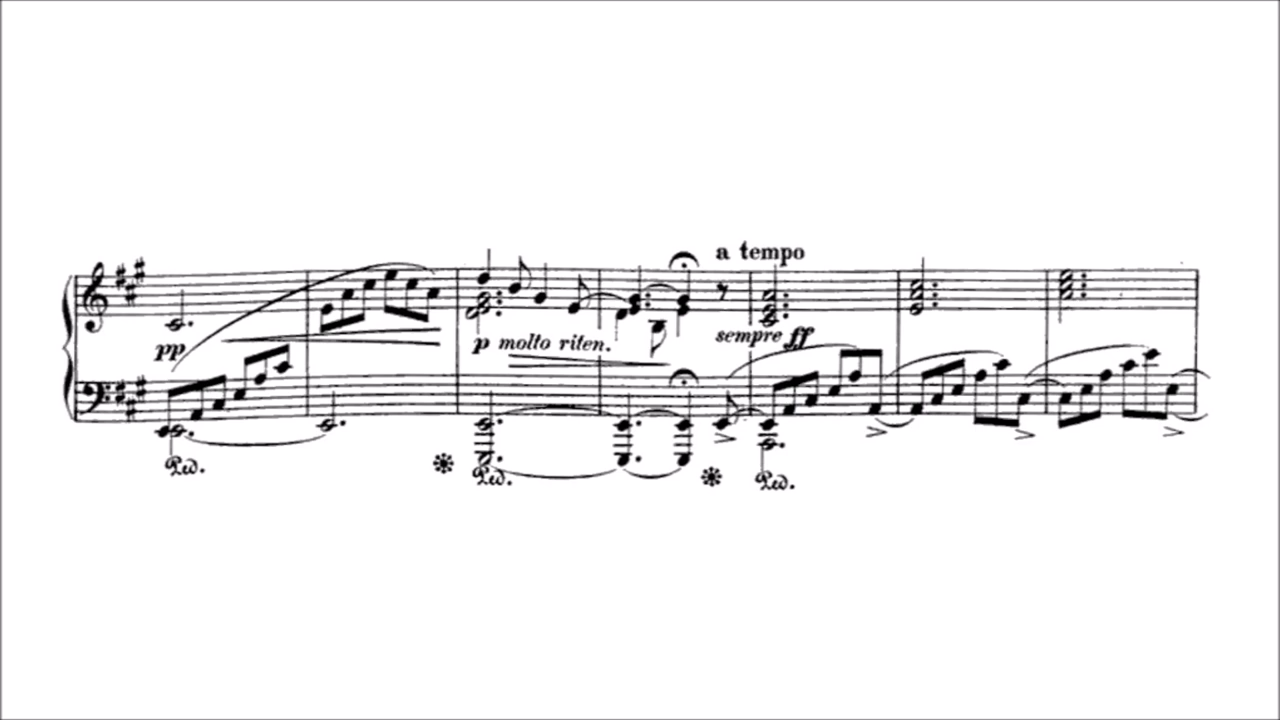 a tempo
pp
p molto riten.
sempre ff
Ped.
Ped.
Ped.